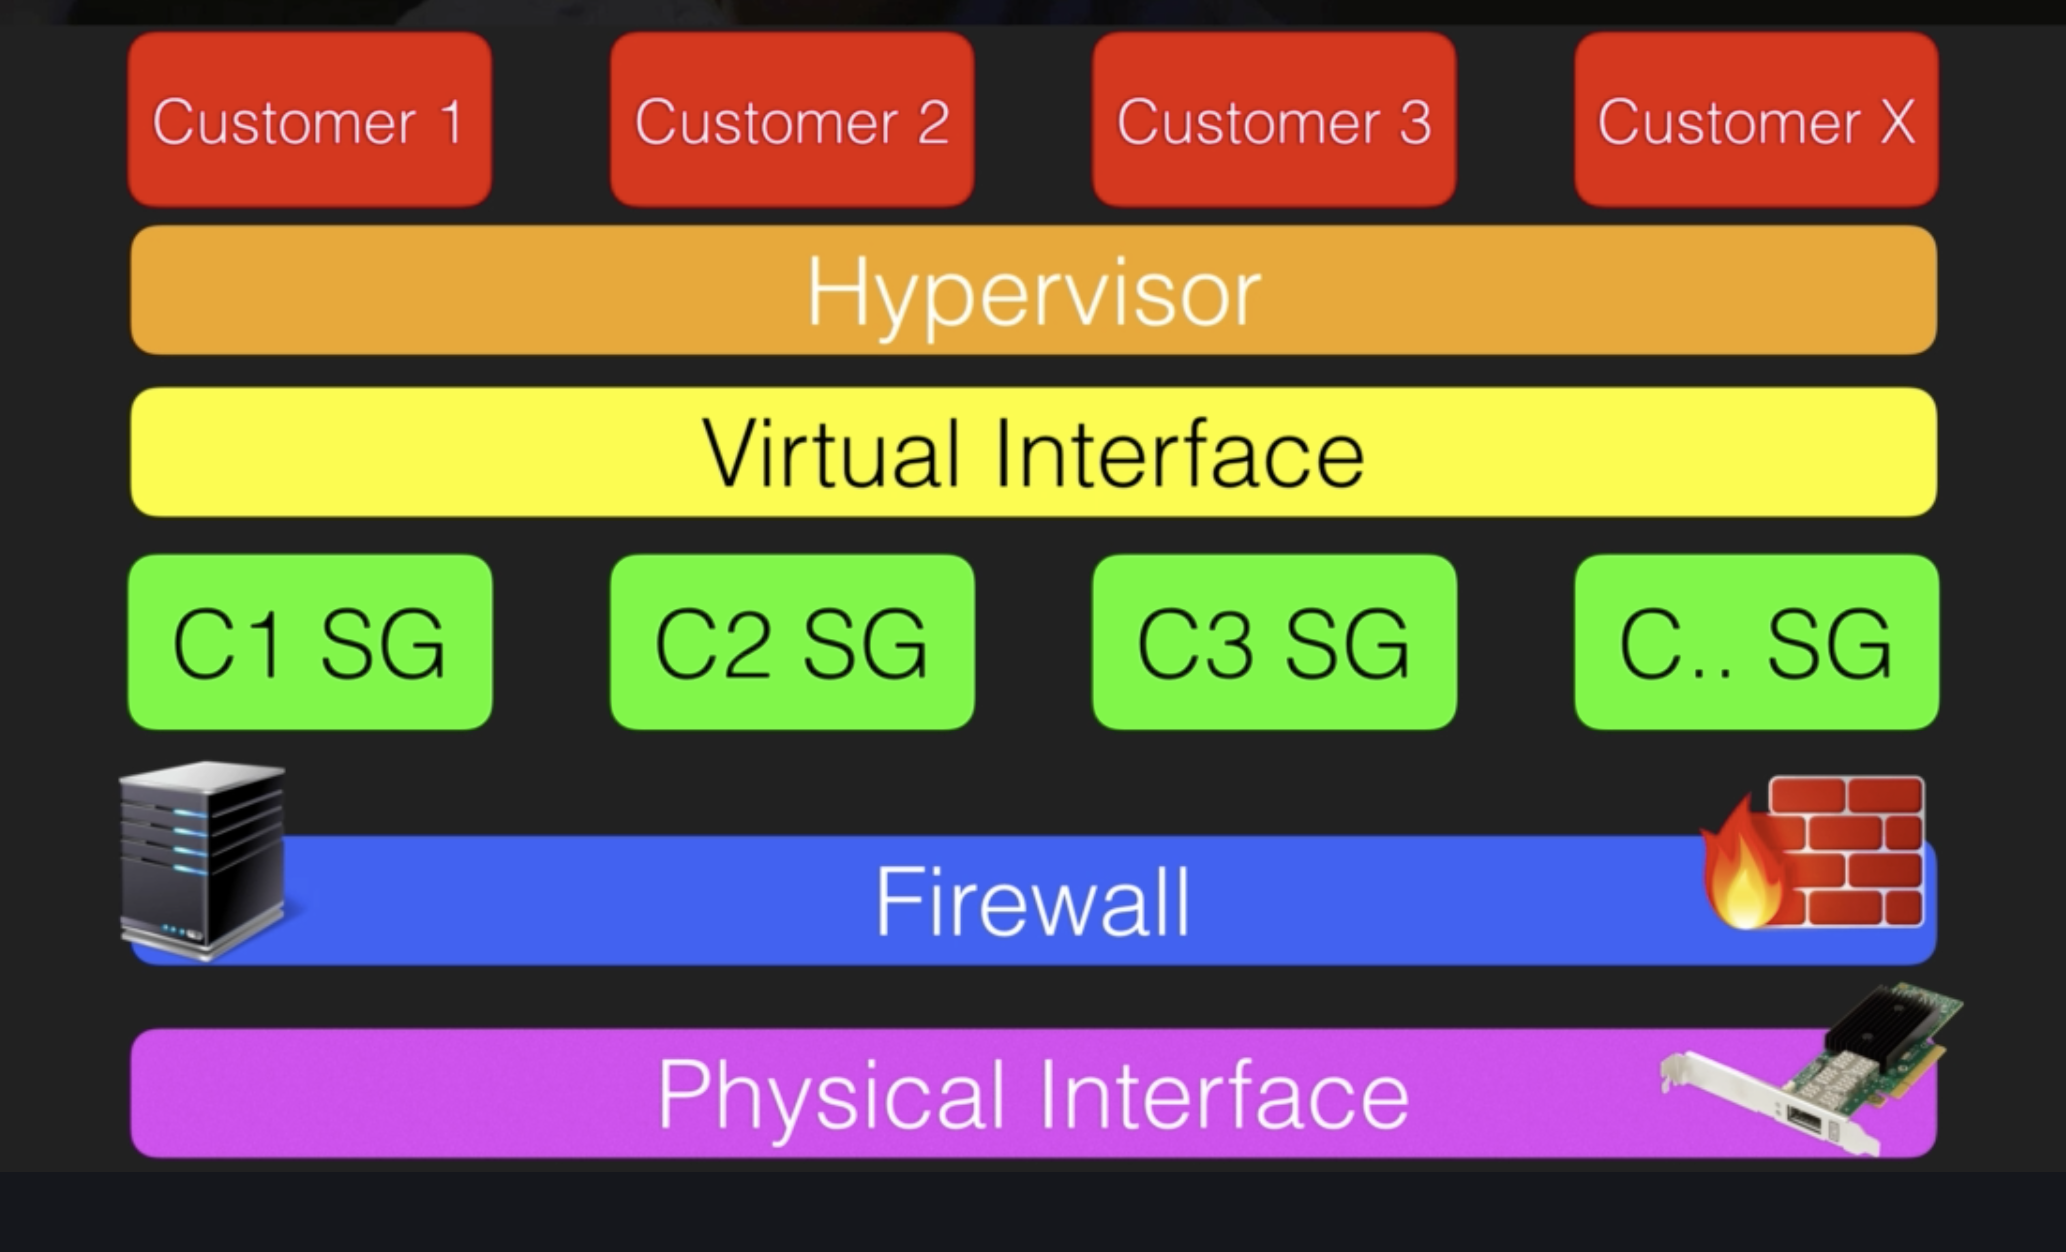 Customer 1
Customer 2
Customer 3
Customer X
Hypervisor
Virtual Interface
C1 SG
C2 SG
C3 SG
C.. SG
Firewall
Physical Interface